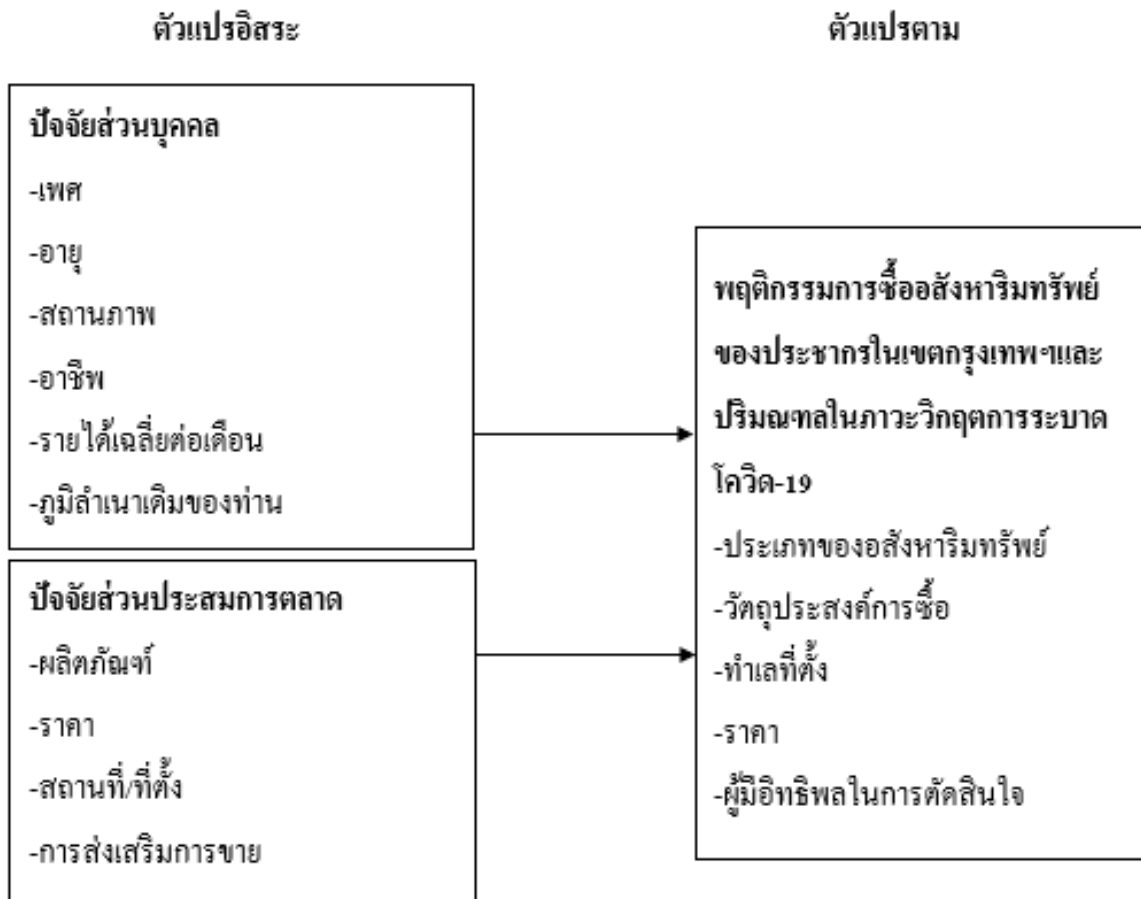 ตัวแปรอิสระ
ตัวแปรตาม
ปัจจัยส่วนบุคคล
-เพศ
-อายุ
-สถานภาพ
-อาชีพ
-รายได้เฉลี่ยต่อเดือน
-ภูมิลำเนาเดิมของท่าน
ปัจจัยส่วนประสมการตลาด
-ผลิตภัณฑ์
-ราคา
-สถานที่/ที่ตั้ง
-การส่งเสริมการขาย
พฤติกรรมการซื้ออสังหาริมทรัพย์
ของประชากรในเขตกรุงเทพฯและ
ปริมณฑลในภาวะวิกฤตการระบาด
โควิด-19
-ประเภทของอสังหาริมทรัพย์
-วัตถุประสงค์การซื้อ
-ทำเลที่ตั้ง
-ราคา
-ผู้มีอิทธิพลในการตัดสินใจ